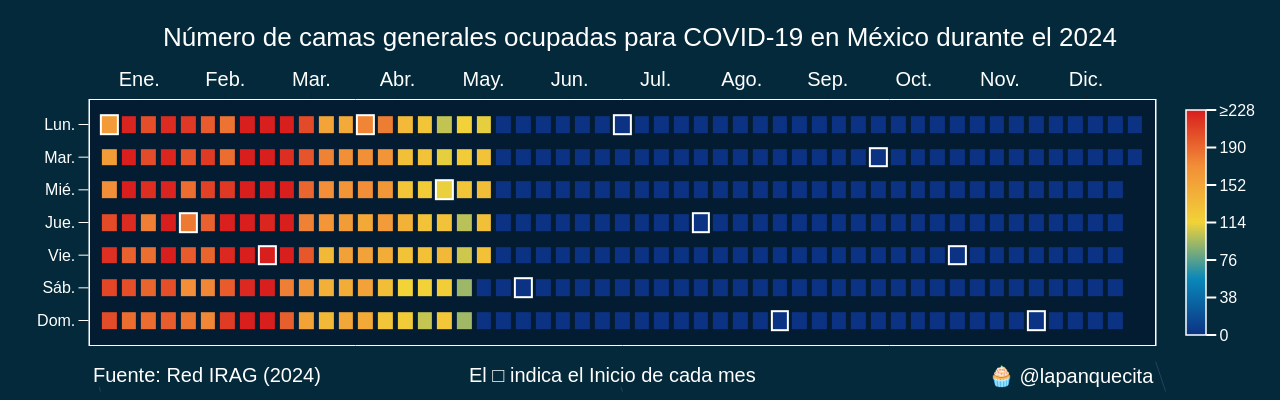 Número de camas generales ocupadas para COVID-19 en México durante el 2024
Ene. Feb. Mar. Abr. May. Jun. Jul. Ago. Sep. Oct. Nov. Dic.
Lun.
Mar.
Mié.
Jue.
Vie.
Sáb.
Dom.
≥228
190
152
114
76
38
0
Fuente: Red IRAG (2024)
El □ indica el Inicio de cada mes
🧁 @lapanquecita